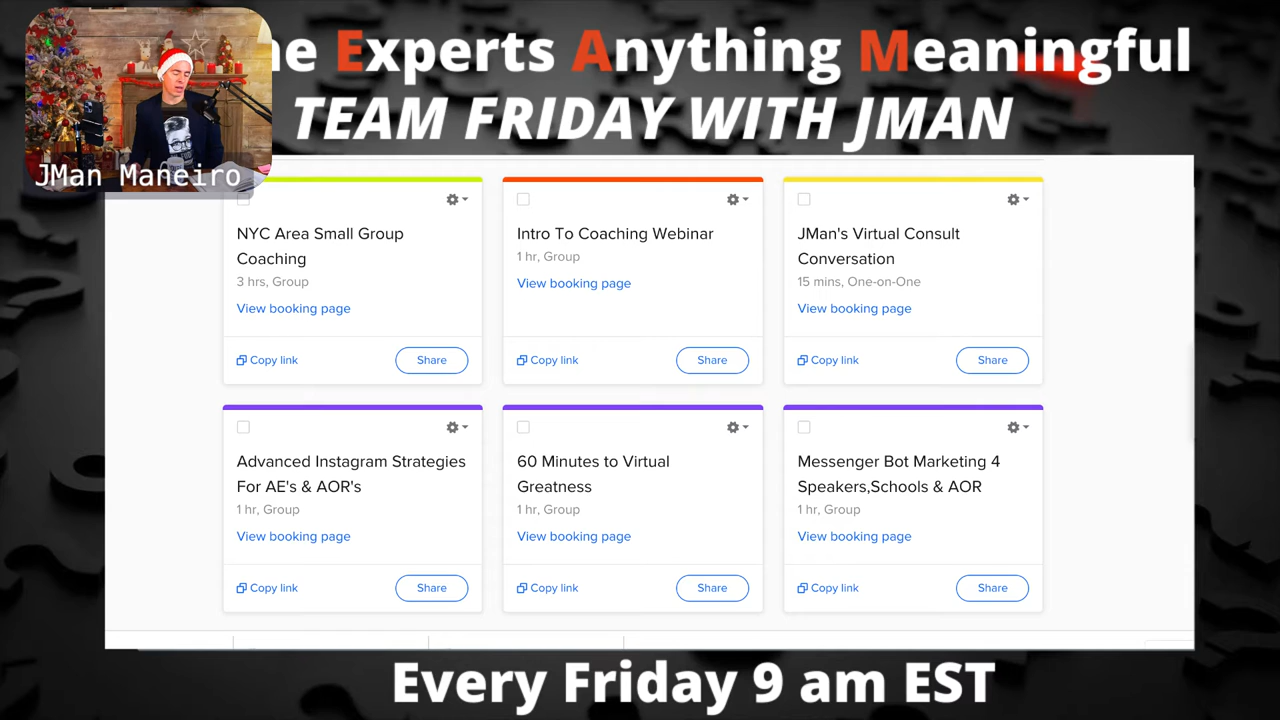 ne Experts Anything Meaningful
TEAM FRIDAY WITH JMAN
JMan Maneiro
NYC Area Small Group
Coaching
3 hrs, Group
View booking page
Copy link
Share
Intro To Coaching Webinar
1 hr, Group
View booking page
Copy link
Share
JMan's Virtual Consult
Conversation
15 mins, One-on-One
View booking page
Copy link
Share
Advanced Instagram Strategies
For AE's & AOR's
1 hr, Group
View booking page
Copy link
Share
60 Minutes to Virtual
Greatness
1 hr, Group
View booking page
Copy link
Share
Messenger Bot Marketing 4
Speakers,Schools & AOR
1 hr, Group
View booking page
Copy link
Share
Every Friday 9 am EST